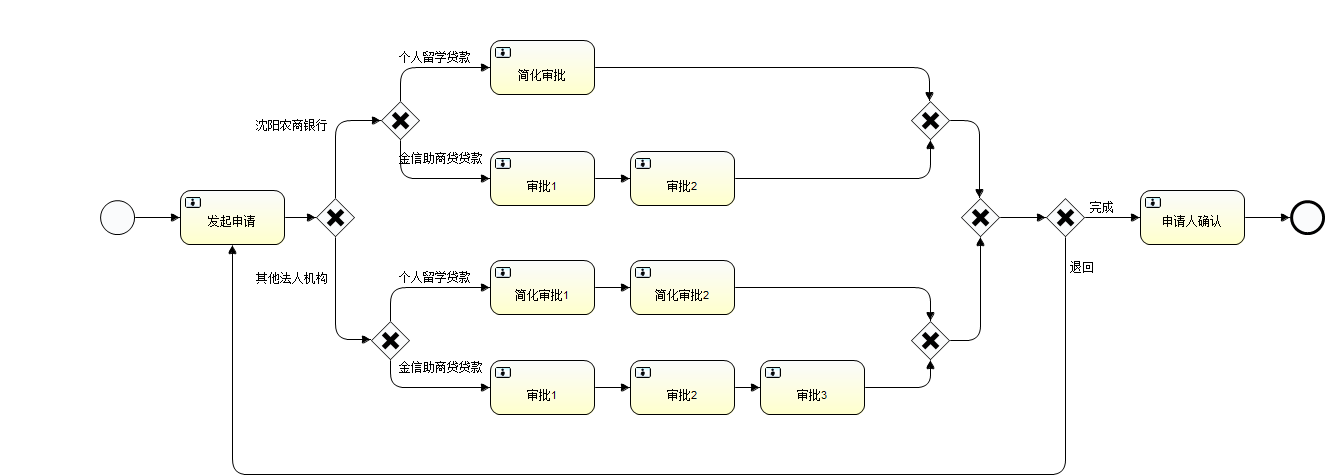 个人留学贷款
简化审批
沈阳农商银行
金信助商贷贷款
审批1
审批2
发起申请
完成
申请人确认
退回
其他法人机构
个人留学贷款
简化审批1
简化审批2
金信助商贷贷款
审批1
审批2
审批3